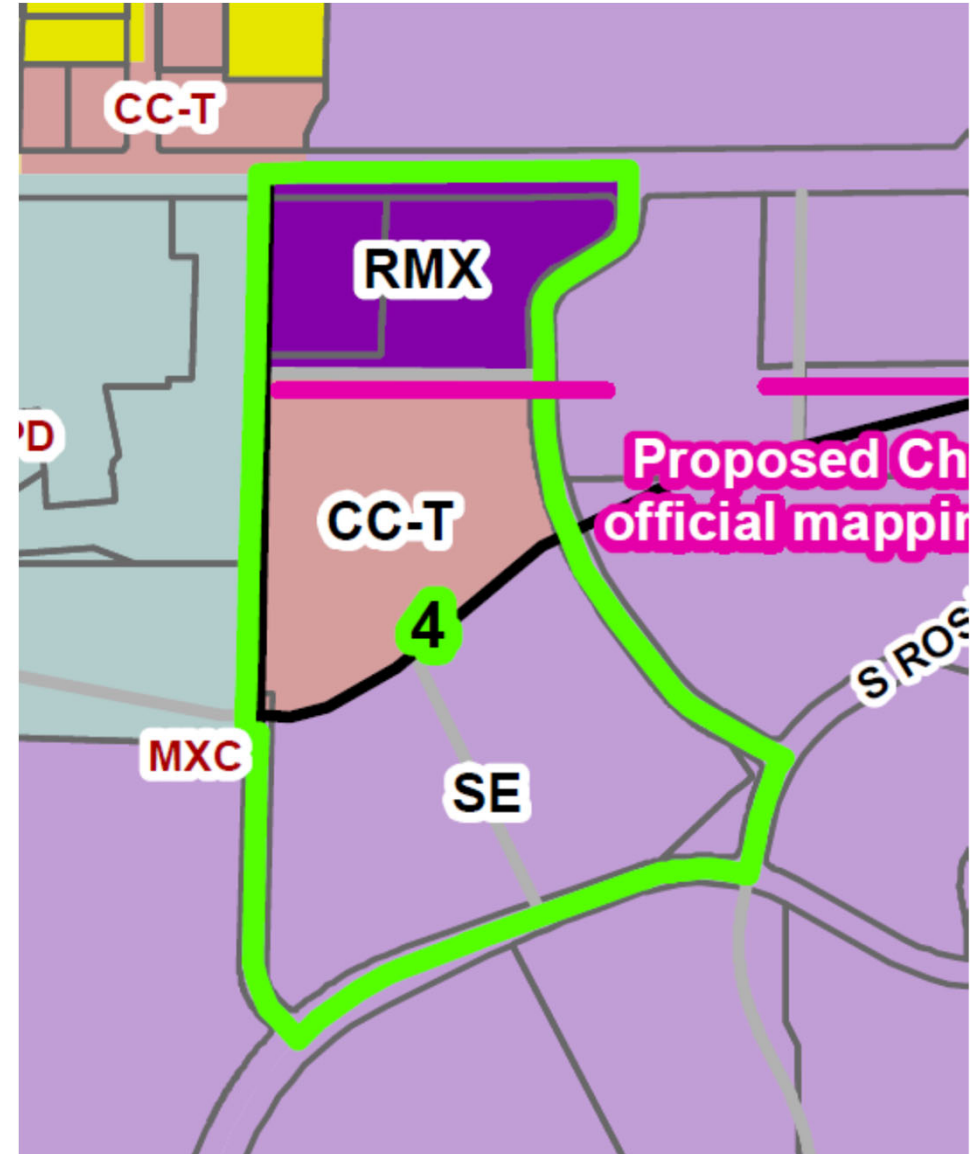 CC-T
RMX
PD
CC-T
Proposed Ch
official mappin
4
S ROS
MXC
SE